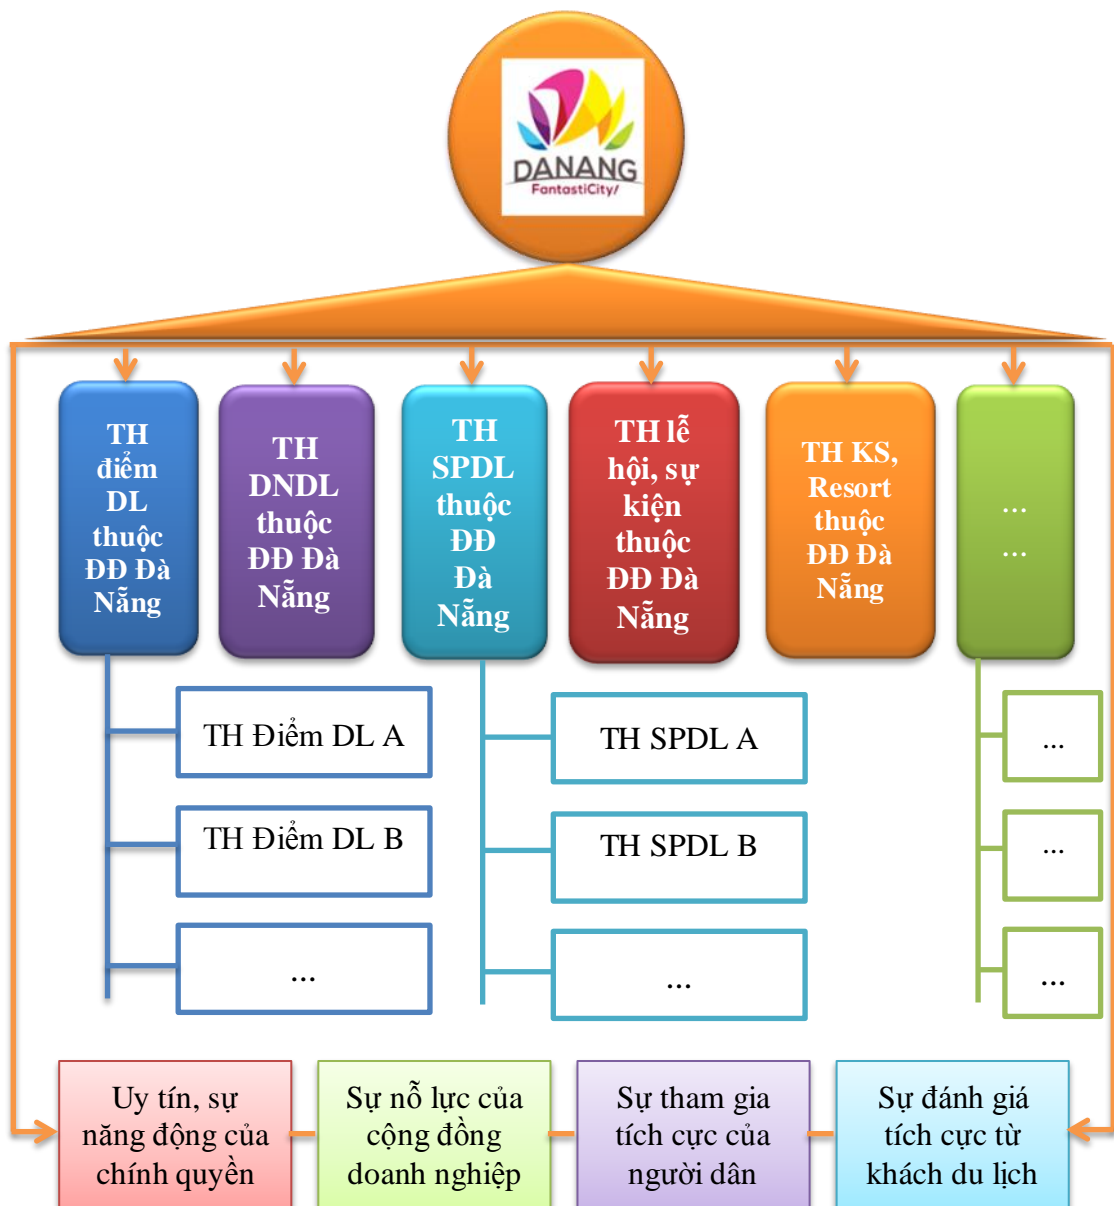 DANANG
FantastiCity!
TH
điểm
DL
thuộc
ĐĐ Đà
Nẵng
TH
DNDL
thuộc
ĐĐ Đà
Nẵng
TH
SPDL
thuộc
ĐĐ
Đà
Nẵng
TH lễ
hội, sự
kiện
thuộc
ĐĐ Đà
Nẵng
TH KS,
Resort
thuộc
ĐĐ Đà
Nẵng
...
...
TH Điểm DL A
TH SPDL A
...
TH Điểm DL B
TH SPDL B
...
...
...
...
Uy tín, sự
năng động của
chính quyền
Sự nỗ lực của
cộng đồng
doanh nghiệp
Sự tham gia
tích cực của
người dân
Sự đánh giá
tích cực từ
khách du lịch